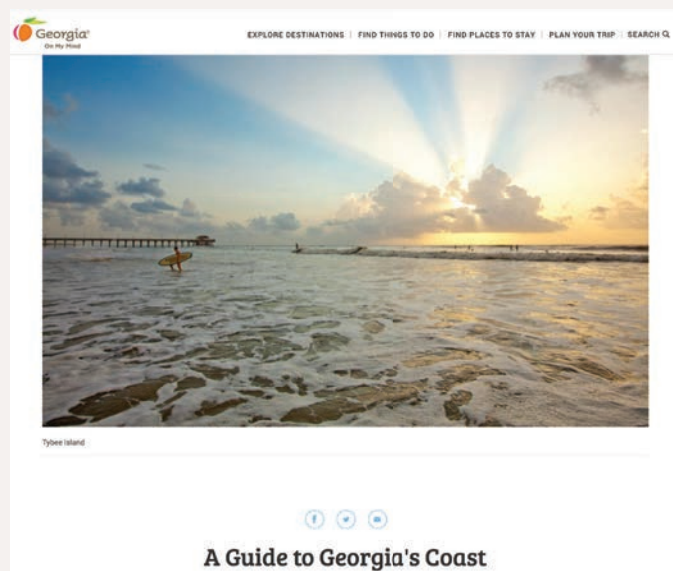 Georgia®
On My Mind
EXPLORE DESTINATIONS | FIND THINGS TO DO | FIND PLACES TO STAY | PLAN YOUR TRIP | SEARCH
Tybee Island
A Guide to Georgia's Coast